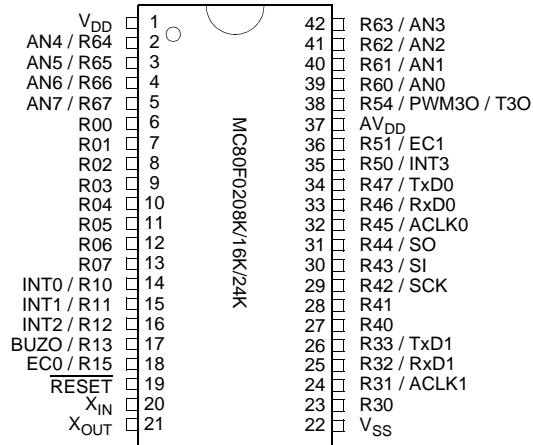 VDD 1 42 R63 / AN3
AN4 / R64 2 41 R62 / AN2
AN5 / R65 3 40 R61 / AN1
AN6 / R66 4 39 R60 / AN0
AN7 / R67 5 38 R54 / PWM3O / T3O
R00 6 37 AVDD
R01 7 36 R51 / EC1
R02 8 35 R50 / INT3
R03 9 34 R47 / TxD0
R04 10 33 R46 / RxD0
R05 11 32 R45 / ACLK0
R06 12 31 R44 / SO
R07 13 30 R43 / SI
INT0 / R10 14 29 R42 / SCK
INT1 / R11 15 28 R41
INT2 / R12 16 27 R40
BUZO / R13 17 26 R33 / TxD1
EC0 / R15 18 25 R32 / RxD1
RESET 19 24 R31 / ACLK1
XIN 20 23 R30
XOUT 21 22 VSS
MC80F0208K/16K/24K